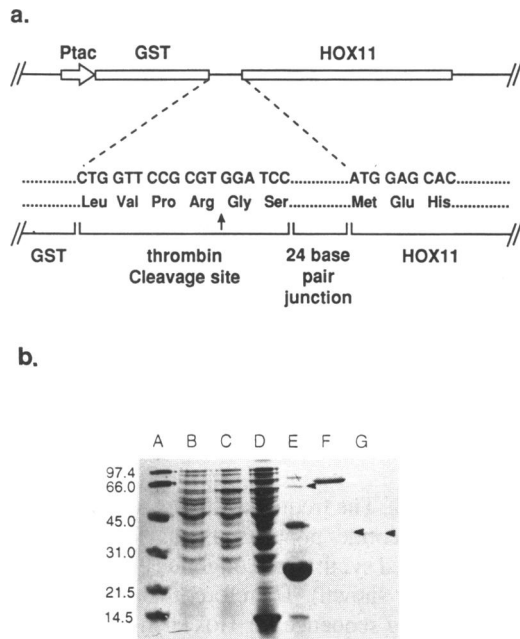 a.
Ptac GST HOX11
............CTG GTT CCG CGT GGA TCC..............ATG GAG CAC..............
............Leu Val Pro Arg Gly Ser..............Met Glu His..............
GST thrombin Cleavage site 24 base pair junction HOX11
b.
A B C D E F G
97.4
66.0
45.0
31.0
21.5
14.5